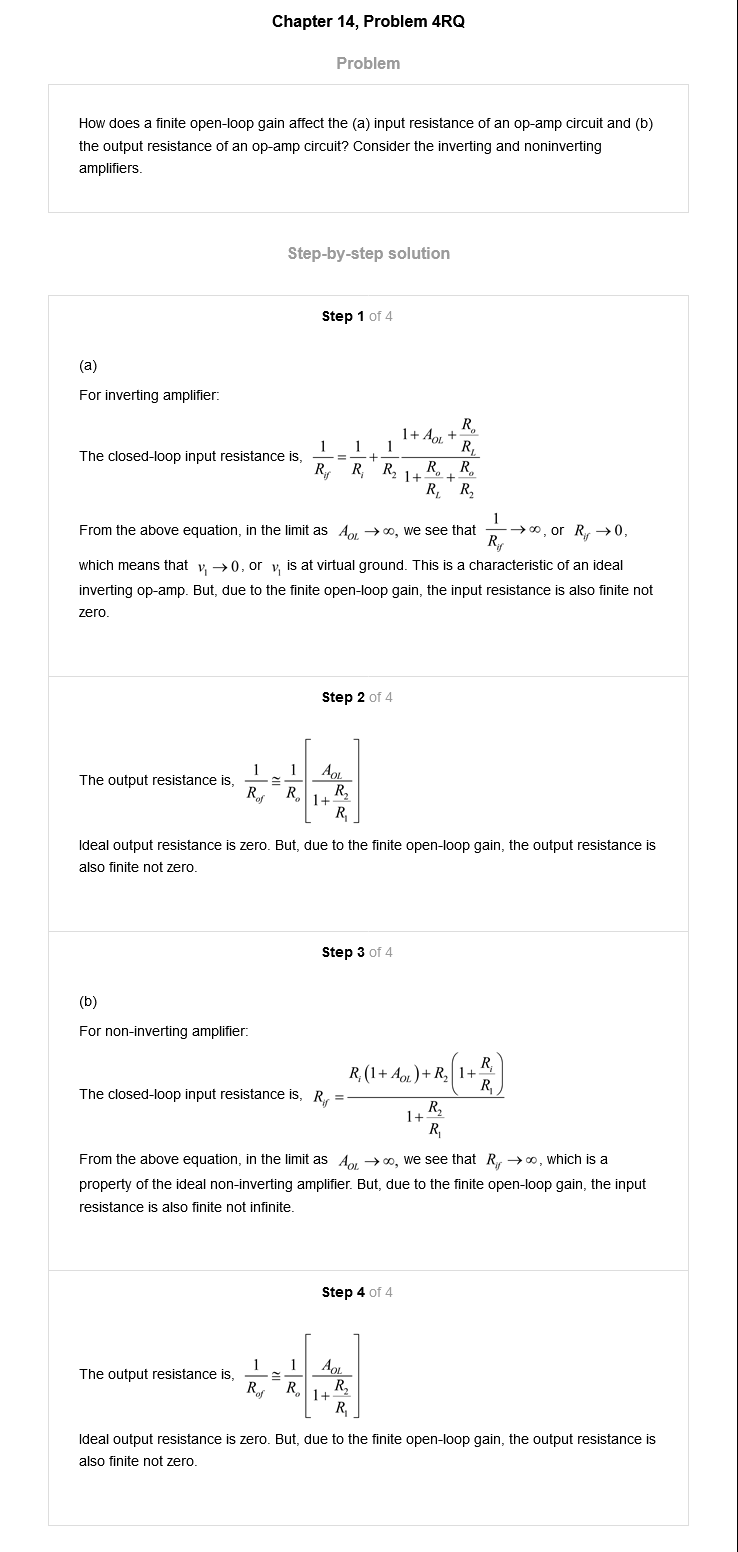 Chapter 14, Problem 4RQ
Problem
How does a finite open-loop gain affect the (a) input resistance of an op-amp circuit and (b)
the output resistance of an op-amp circuit? Consider the inverting and noninverting
amplifiers.
Step-by-step solution
Step 1 of 4
(a)
For inverting amplifier:
The closed-loop input resistance is, $\frac{1}{R_{if}}=\frac{1}{R_i}+\frac{1}{R_2}\frac{1+A_{OL}+\frac{R_o}{R_L}}{1+\frac{R_o}{R_L}+\frac{R_o}{R_2}}$
From the above equation, in the limit as $A_{OL}\to\infty$, we see that $\frac{1}{R_{if}}\to\infty$, or $R_{if}\to 0$,
which means that $v_1\to 0$, or $v_1$ is at virtual ground. This is a characteristic of an ideal
inverting op-amp. But, due to the finite open-loop gain, the input resistance is also finite not
zero.
Step 2 of 4
The output resistance is, $\frac{1}{R_{of}}\cong\frac{1}{R_o}\left[\frac{A_{OL}}{1+\frac{R_2}{R_1}}\right]$
Ideal output resistance is zero. But, due to the finite open-loop gain, the output resistance is
also finite not zero.
Step 3 of 4
(b)
For non-inverting amplifier:
The closed-loop input resistance is, $R_{if}=\frac{R_i(1+A_{OL})+R_2\left(1+\frac{R_i}{R_1}\right)}{1+\frac{R_2}{R_1}}$
From the above equation, in the limit as $A_{OL}\to\infty$, we see that $R_{if}\to\infty$, which is a
property of the ideal non-inverting amplifier. But, due to the finite open-loop gain, the input
resistance is also finite not infinite.
Step 4 of 4
The output resistance is, $\frac{1}{R_{of}}\cong\frac{1}{R_o}\left[\frac{A_{OL}}{1+\frac{R_2}{R_1}}\right]$
Ideal output resistance is zero. But, due to the finite open-loop gain, the output resistance is
also finite not zero.